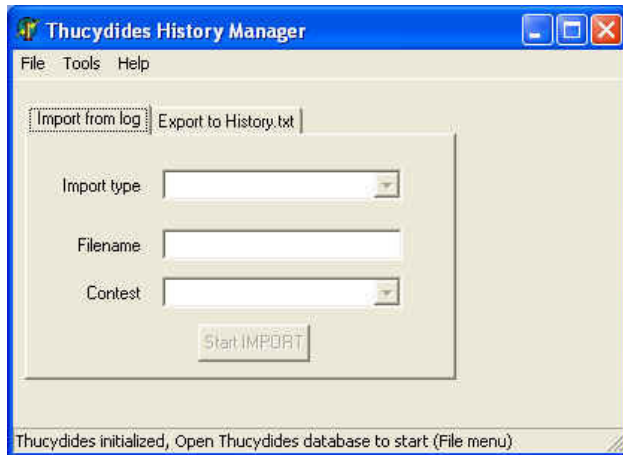 Thucydides History Manager
File Tools Help
Import from log Export to History.txt
Import type
Filename
Contest
Start IMPORT
Thucydides initialized, Open Thucydides database to start (File menu)